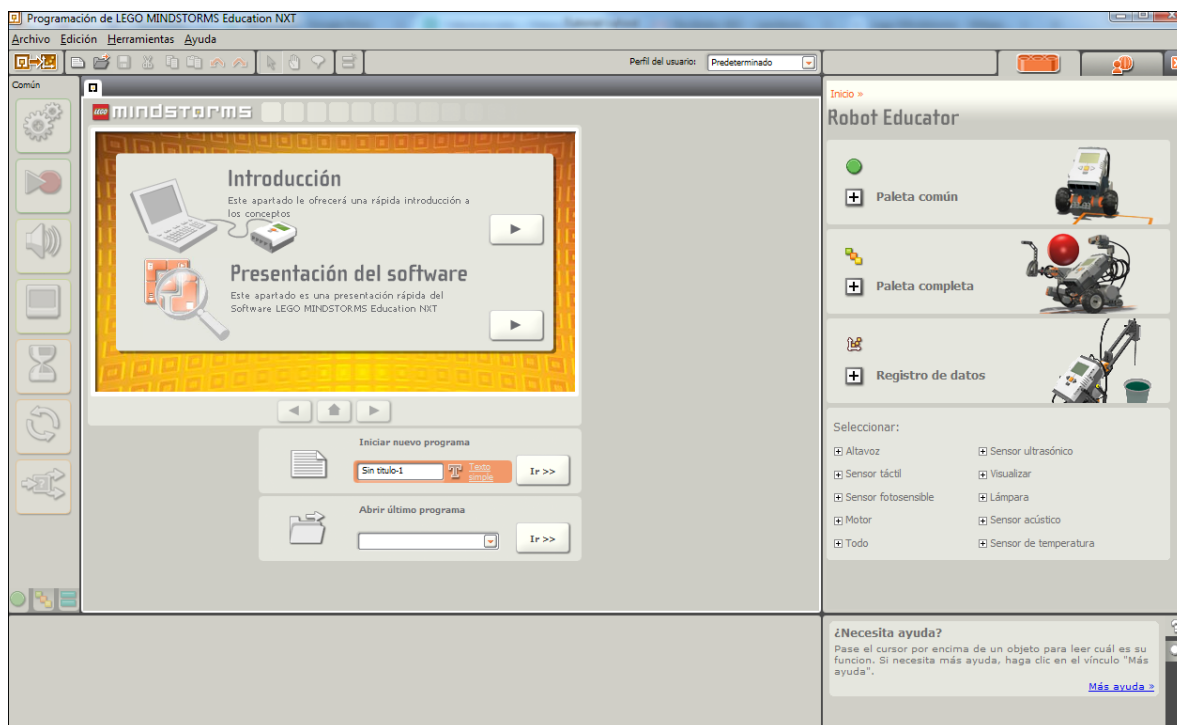 Programación de LEGO MINDSTORMS Education NXT
Archivo Edición Herramientas Ayuda
Perfil del usuario: Predeterminado
Común
LEGO mindstorms
Introducción
Este apartado le ofrecerá una rápida introducción a
los conceptos
Presentación del software
Este apartado es una presentación rápida del
Software LEGO MINDSTORMS Education NXT
Iniciar nuevo programa
Sin titulo-1
Texto
simple
Ir >>
Abrir último programa
Ir >>
Inicio »
Robot Educator
Paleta común
Paleta completa
Registro de datos
Seleccionar:
Altavoz
Sensor ultrasónico
Sensor táctil
Visualizar
Sensor fotosensible
Lámpara
Motor
Sensor acústico
Todo
Sensor de temperatura
¿Necesita ayuda?
Pase el cursor por encima de un objeto para leer cuál es su
funcion. Si necesita más ayuda, haga clic en el vínculo "Más
ayuda".
Más ayuda »